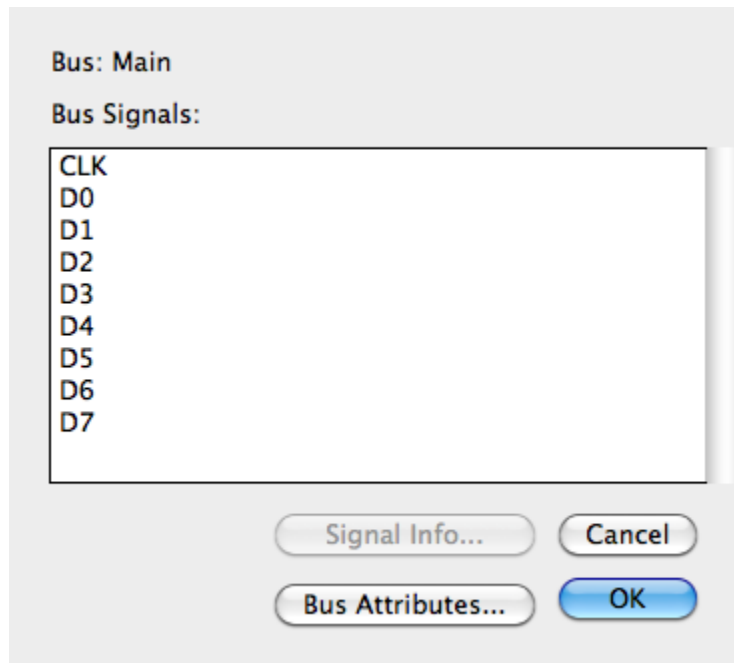 Bus: Main
Bus Signals:
CLK
D0
D1
D2
D3
D4
D5
D6
D7
Signal Info...
Cancel
Bus Attributes...
OK